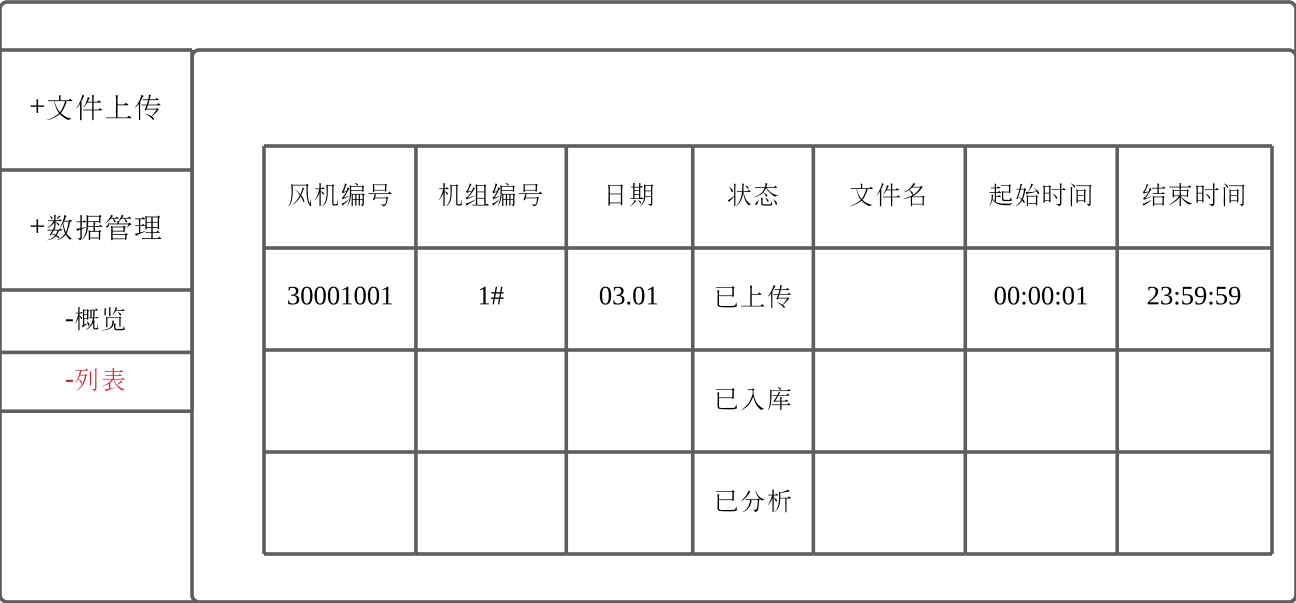 +文件上传
+数据管理
-概览
-列表
风机编号 机组编号 日期 状态 文件名 起始时间 结束时间
30001001 1# 03.01 已上传 00:00:01 23:59:59
已入库
已分析